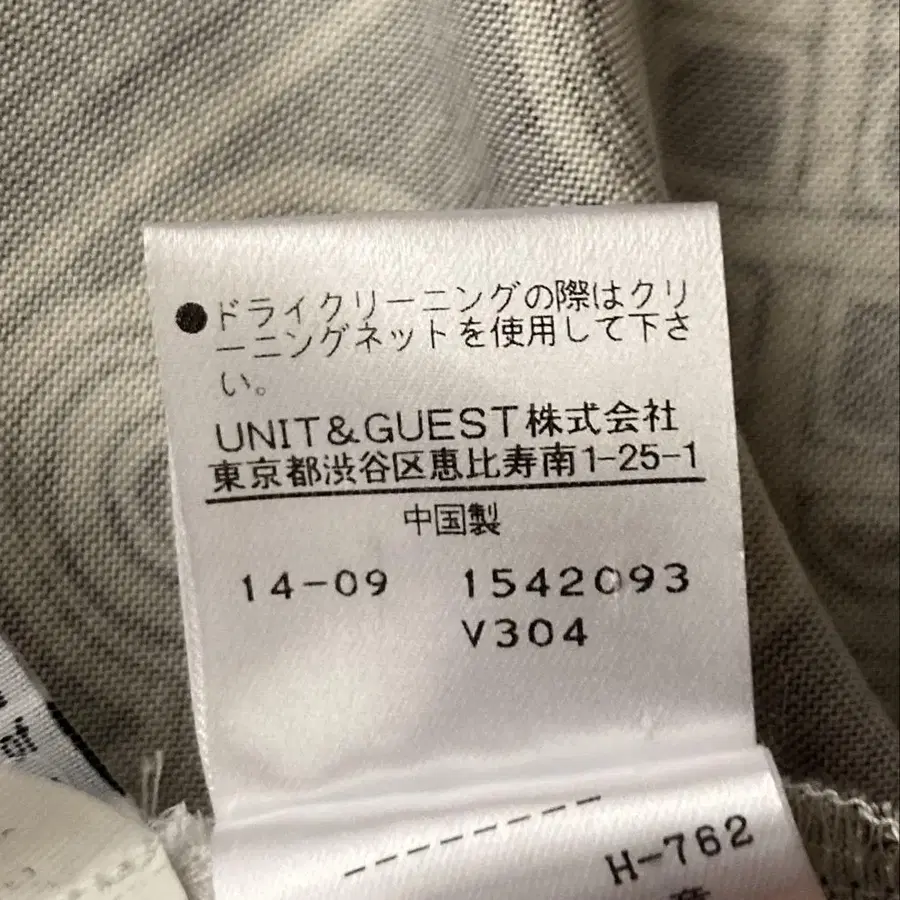 ●ドライクリーニングの際はクリ
ーニングネットを使用して下さ
い。
UNIT&GUEST株式会社
東京都渋谷区恵比寿南1-25-1
中国製
14-09 1542093
V304
H-762